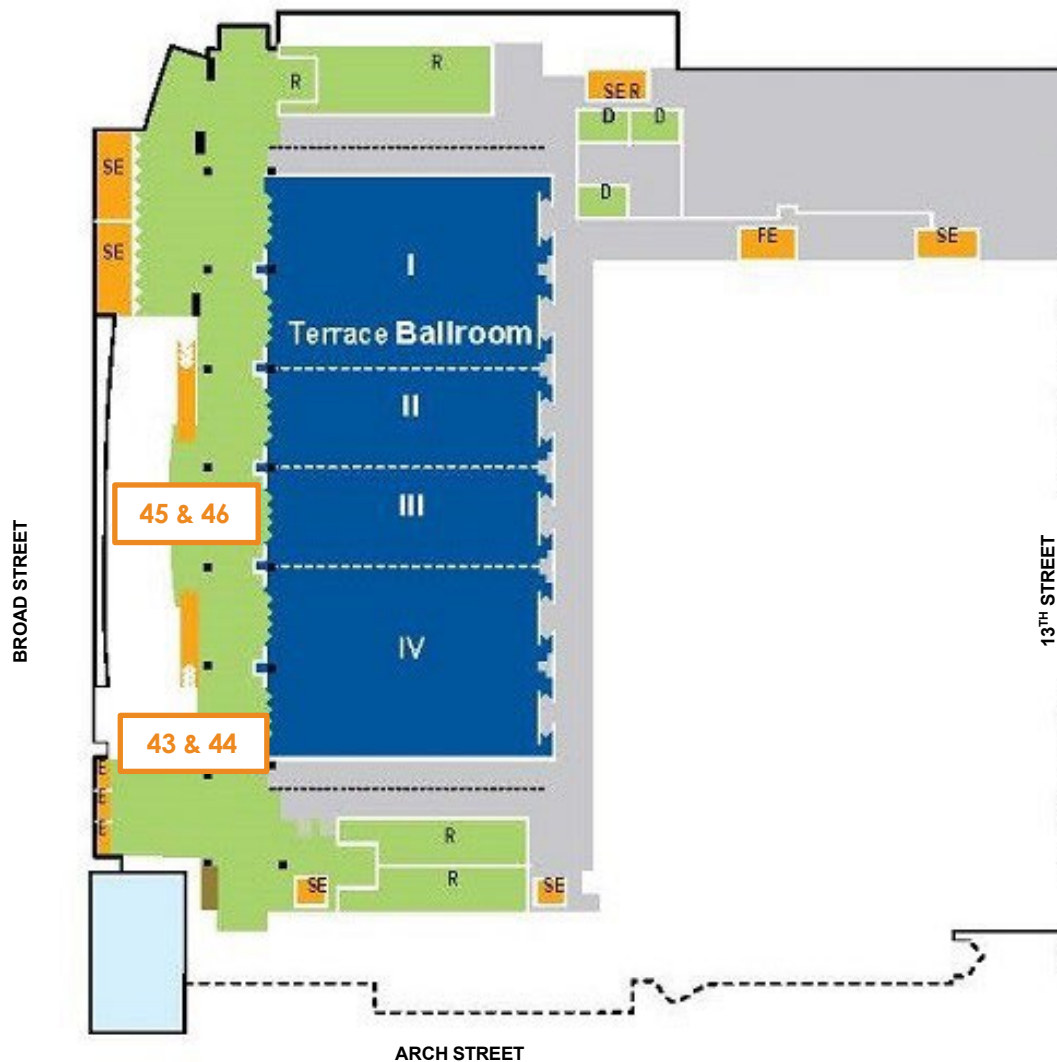 R
R
SE R
D
D
SE
D
SE
FE
SE
I
Terrace Ballroom
II
45 & 46
III
BROAD STREET
13TH STREET
IV
43 & 44
E
E
E
R
R
SE
SE
ARCH STREET